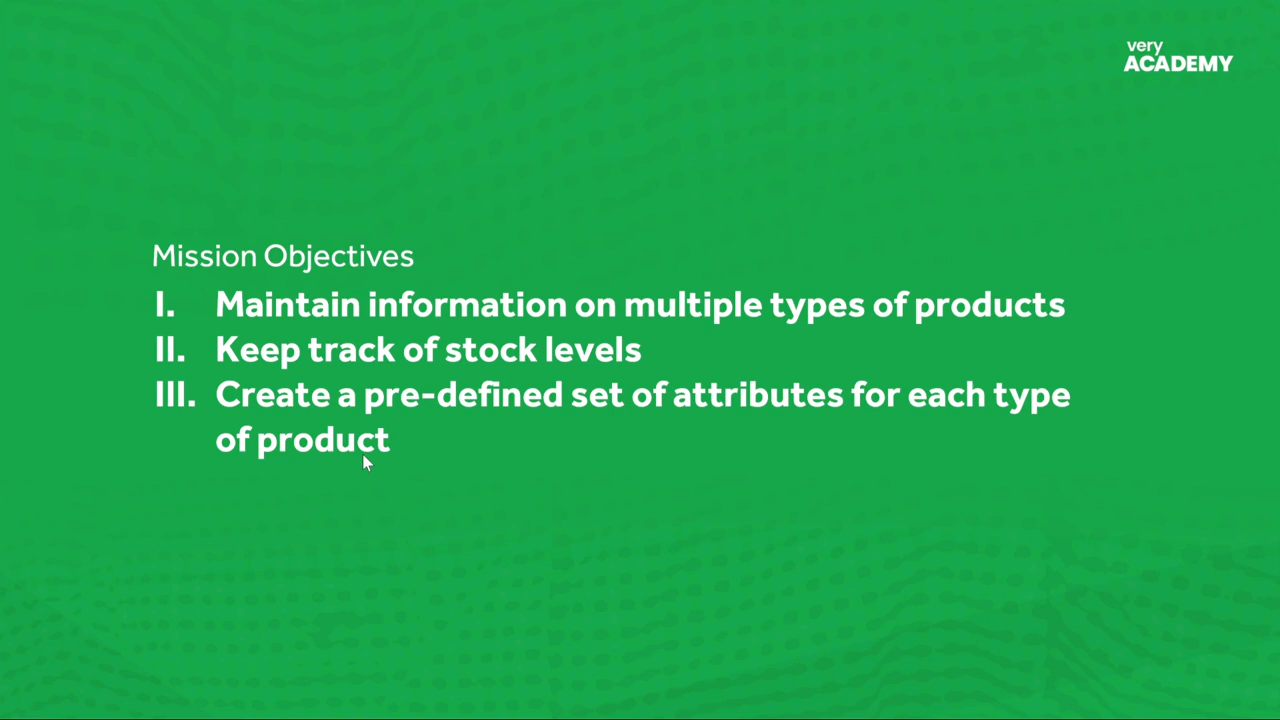 very
ACADEMY
Mission Objectives
I. Maintain information on multiple types of products
II. Keep track of stock levels
III. Create a pre-defined set of attributes for each type
of product